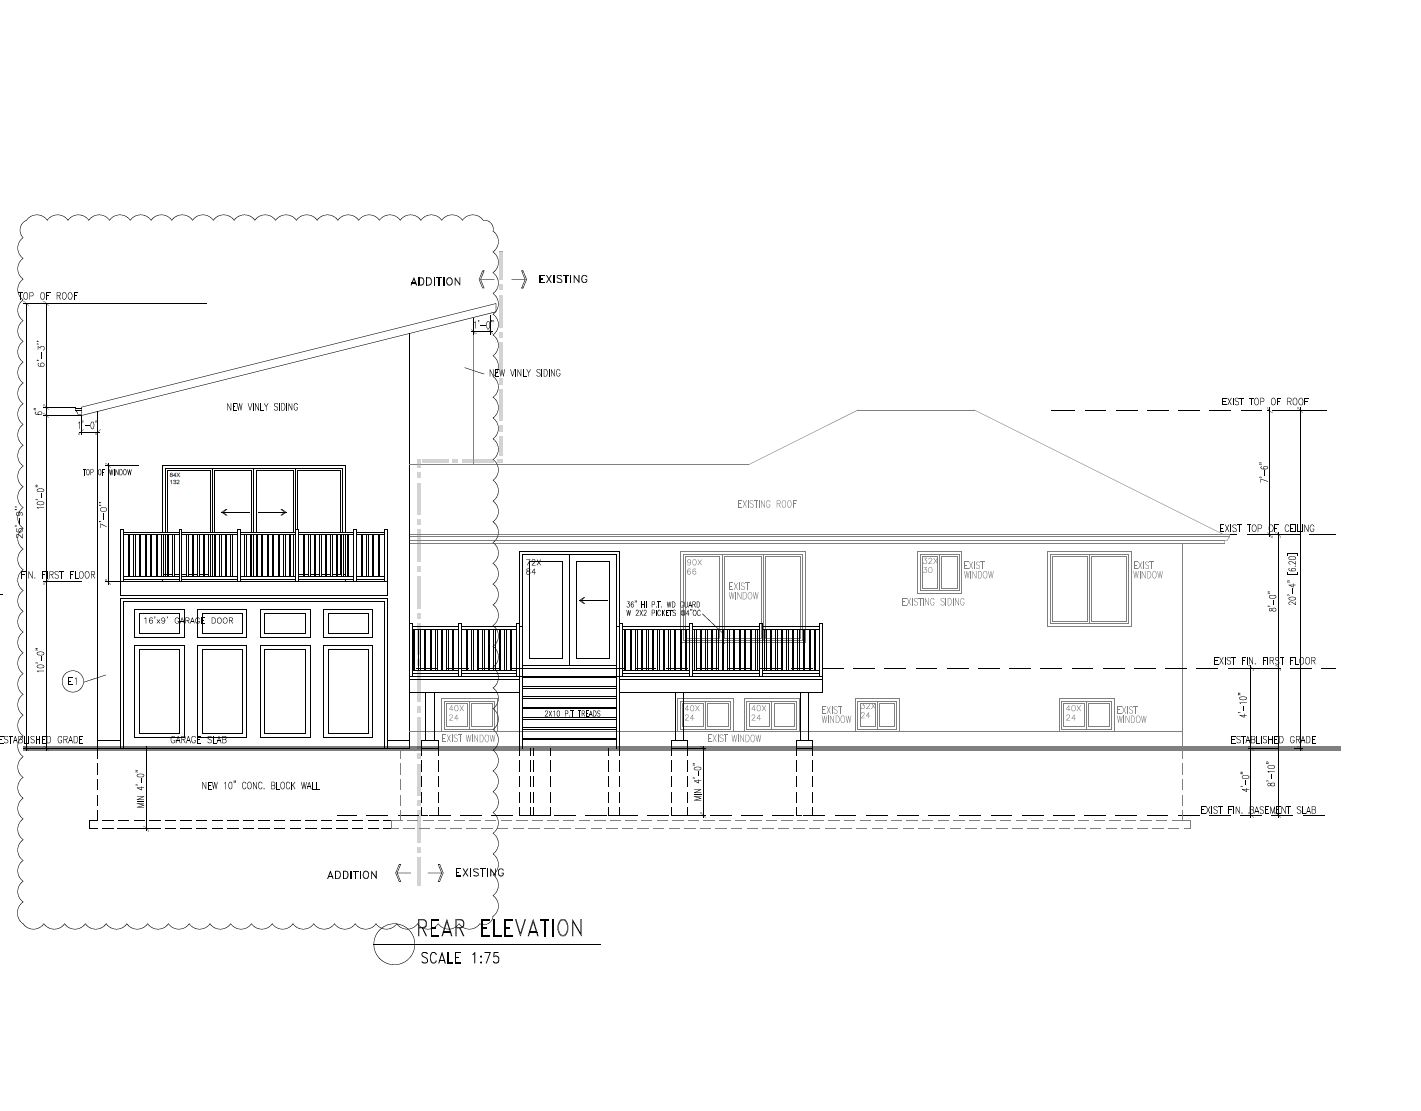 ADDITION
EXISTING
TOP OF ROOF
1'-0"
6'-3"
NEW VINLY SIDING
NEW VINLY SIDING
6"
1'-0"
EXIST TOP OF ROOF
7'-6"
TOP OF WINDOW
84X
132
10'-0"
7'-0"
26'-9"
EXISTING ROOF
EXIST TOP OF CEILING
FIN. FIRST FLOOR
72X
84
90X
66
EXIST
WINDOW
32X
30
EXIST
WINDOW
EXIST
WINDOW
EXISTING SIDING
8'-0"
20'-4" [6.20]
36" HI P.T. WD GUARD
W 2X2 PICKETS @4"OC
16'x9' GARAGE DOOR
10'-0"
E1
EXIST FIN. FIRST FLOOR
40X
24
2X10 P.T TREADS
40X
24
40X
24
EXIST
WINDOW
32X
24
40X
24
EXIST
WINDOW
4'-10"
ESTABLISHED GRADE
GARAGE SLAB
EXIST WINDOW
EXIST WINDOW
ESTABLISHED GRADE
MIN 4'-0"
NEW 10" CONC. BLOCK WALL
MIN 4'-0"
4'-0"
8'-10"
EXIST FIN. BASEMENT SLAB
ADDITION
EXISTING
REAR ELEVATION
SCALE 1:75